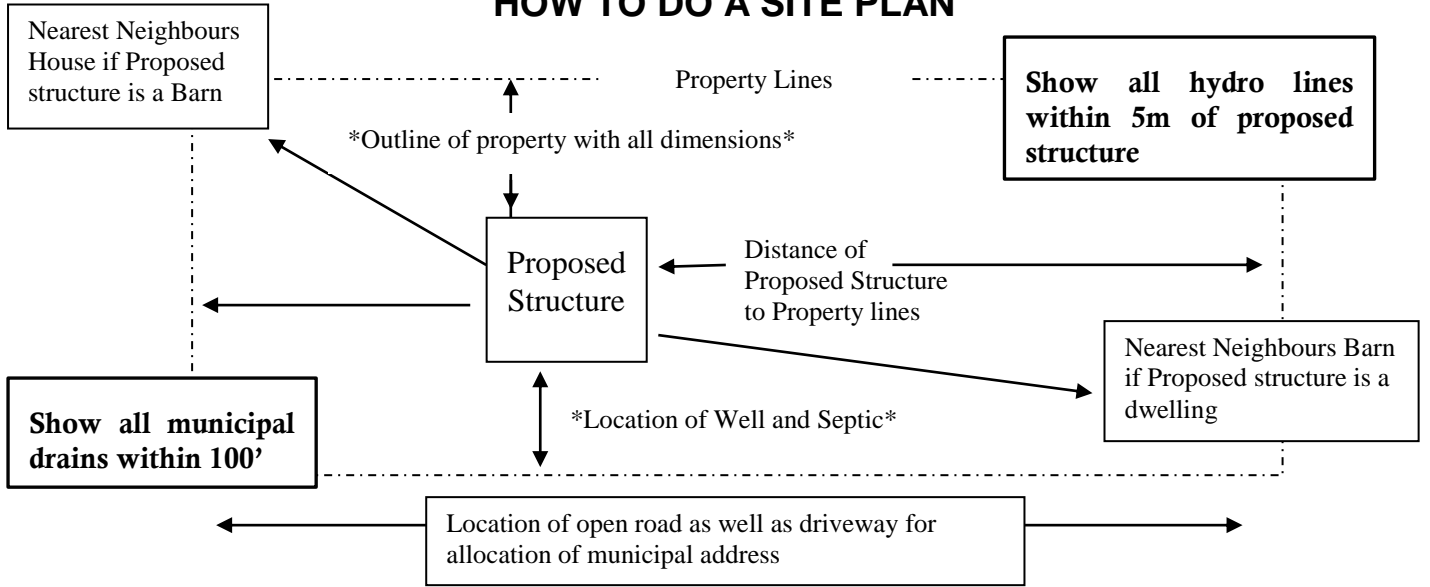 HOW TO DO A SITE PLAN
Nearest Neighbours
House if Proposed
structure is a Barn
Property Lines
Show all hydro lines
within 5m of proposed
structure
*Outline of property with all dimensions*
Proposed
Structure
Distance of
Proposed Structure
to Property lines
Nearest Neighbours Barn
if Proposed structure is a
dwelling
Show all municipal
drains within 100’
*Location of Well and Septic*
Location of open road as well as driveway for
allocation of municipal address